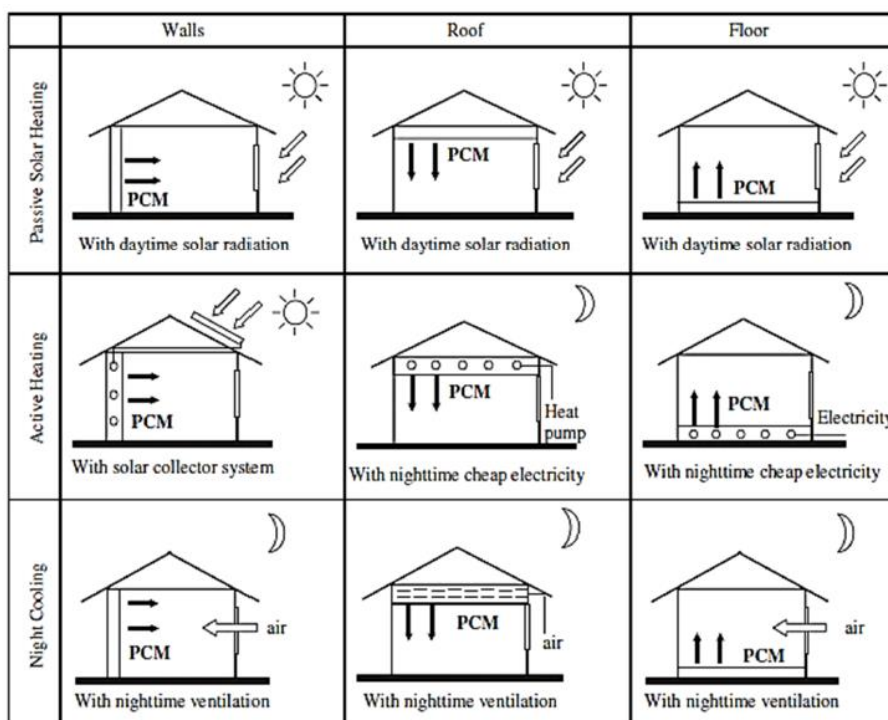 Walls
Roof
Floor
Passive Solar Heating
PCM
With daytime solar radiation
PCM
With daytime solar radiation
PCM
With daytime solar radiation
Active Heating
PCM
With solar collector system
PCM
Heat
pump
With nighttime cheap electricity
PCM
Electricity
With nighttime cheap electricity
Night Cooling
air
PCM
With nighttime ventilation
PCM
air
With nighttime ventilation
air
PCM
With nighttime ventilation